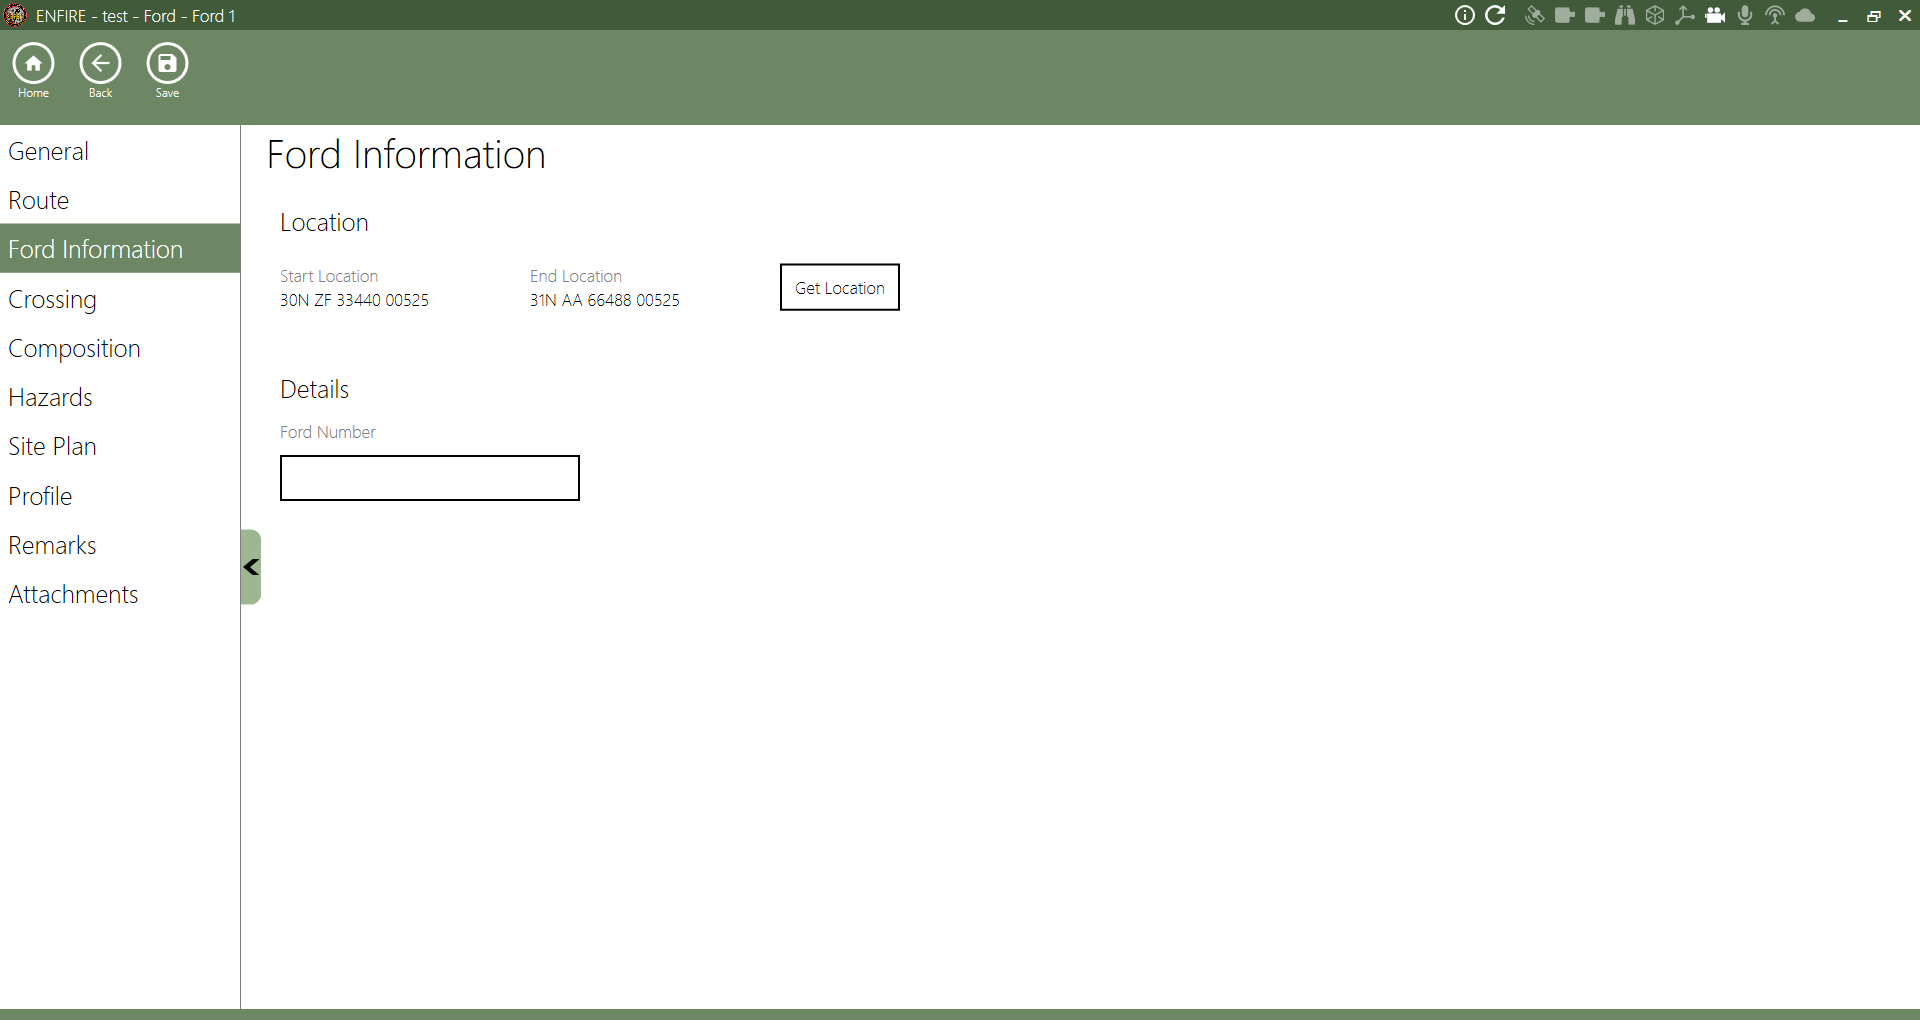 ENFIRE - test - Ford - Ford 1
Home
Back
Save
General
Route
Ford Information
Crossing
Composition
Hazards
Site Plan
Profile
Remarks
Attachments
Ford Information
Location
Start Location
30N ZF 33440 00525
End Location
31N AA 66488 00525
Get Location
Details
Ford Number